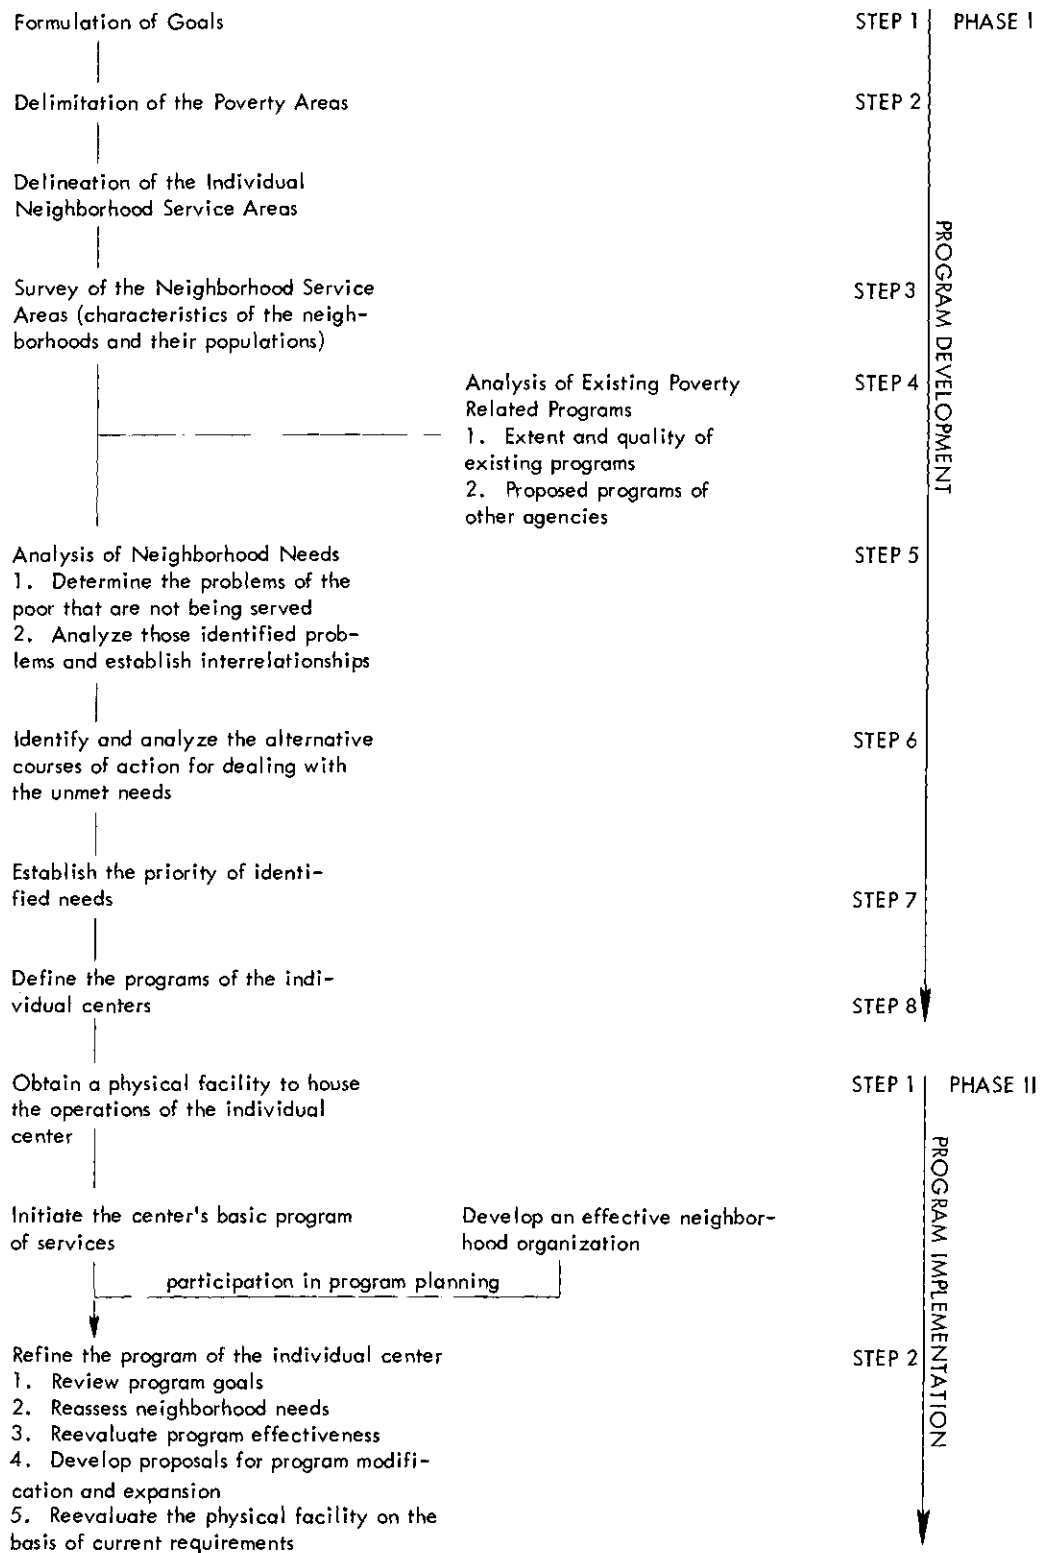 Formulation of Goals
STEP 1
PHASE I
Delimitation of the Poverty Areas
STEP 2
Delineation of the Individual
Neighborhood Service Areas
Survey of the Neighborhood Service
Areas (characteristics of the neigh-
borhoods and their populations)
STEP 3
Analysis of Existing Poverty
Related Programs
1. Extent and quality of
existing programs
2. Proposed programs of
other agencies
STEP 4
PROGRAM DEVELOPMENT
Analysis of Neighborhood Needs
1. Determine the problems of the
poor that are not being served
2. Analyze those identified prob-
lems and establish interrelationships
STEP 5
Identify and analyze the alternative
courses of action for dealing with
the unmet needs
STEP 6
Establish the priority of identi-
fied needs
STEP 7
Define the programs of the indi-
vidual centers
STEP 8
Obtain a physical facility to house
the operations of the individual
center
STEP 1
PHASE II
Initiate the center's basic program
of services
Develop an effective neighbor-
hood organization
participation in program planning
PROGRAM IMPLEMENTATION
Refine the program of the individual center
1. Review program goals
2. Reassess neighborhood needs
3. Reevaluate program effectiveness
4. Develop proposals for program modifi-
cation and expansion
5. Reevaluate the physical facility on the
basis of current requirements
STEP 2